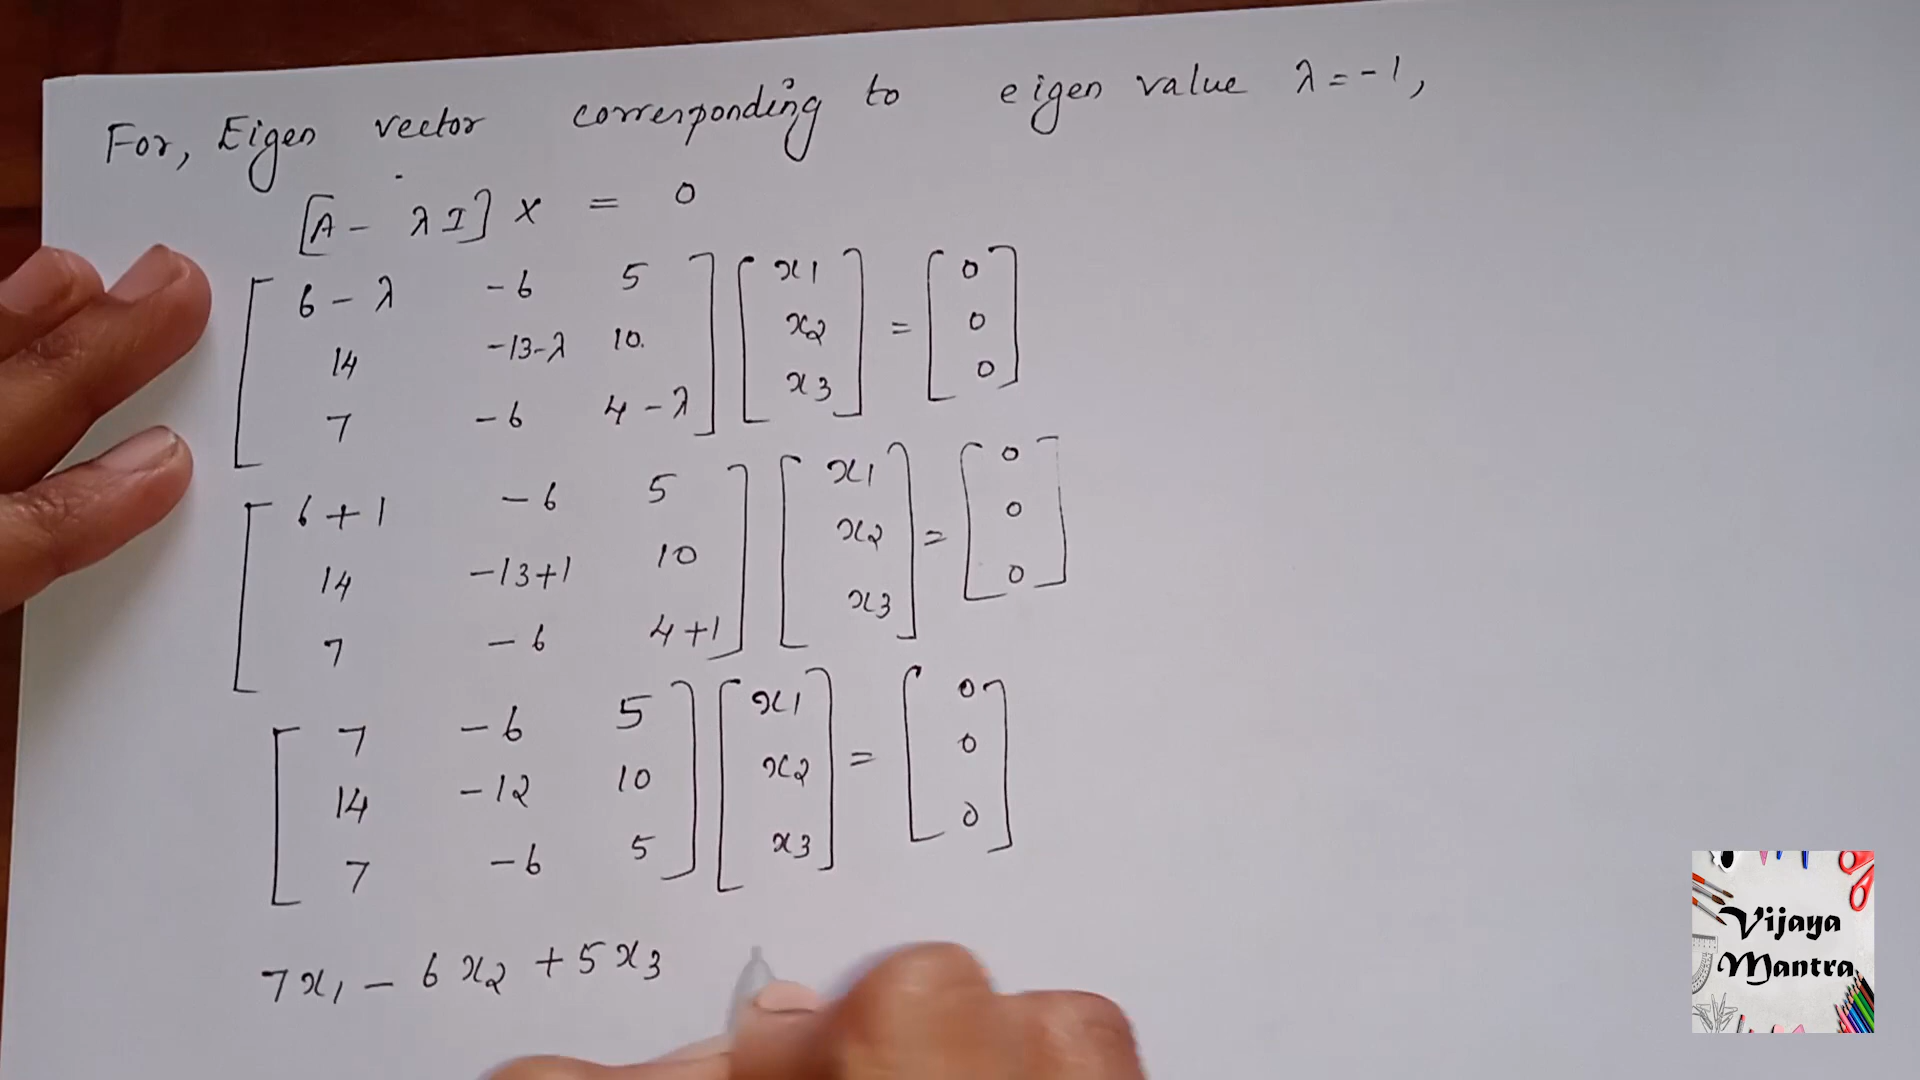 For, Eigen vector corresponding to eigen value λ = -1,
[A - λI] X = 0
[ 6-λ -6 5 ] [ x1 ] = [ 0 ]
[ 14 -13-λ 10. ] [ x2 ] [ 0 ]
[ 7 -6 4-λ ] [ x3 ] [ 0 ]
[ 6+1 -6 5 ] [ x1 ] = [ 0 ]
[ 14 -13+1 10 ] [ x2 ] [ 0 ]
[ 7 -6 4+1 ] [ x3 ] [ 0 ]
[ 7 -6 5 ] [ x1 ] = [ 0 ]
[ 14 -12 10 ] [ x2 ] [ 0 ]
[ 7 -6 5 ] [ x3 ] [ 0 ]
7x1 - 6x2 + 5x3
Vijaya
Mantra